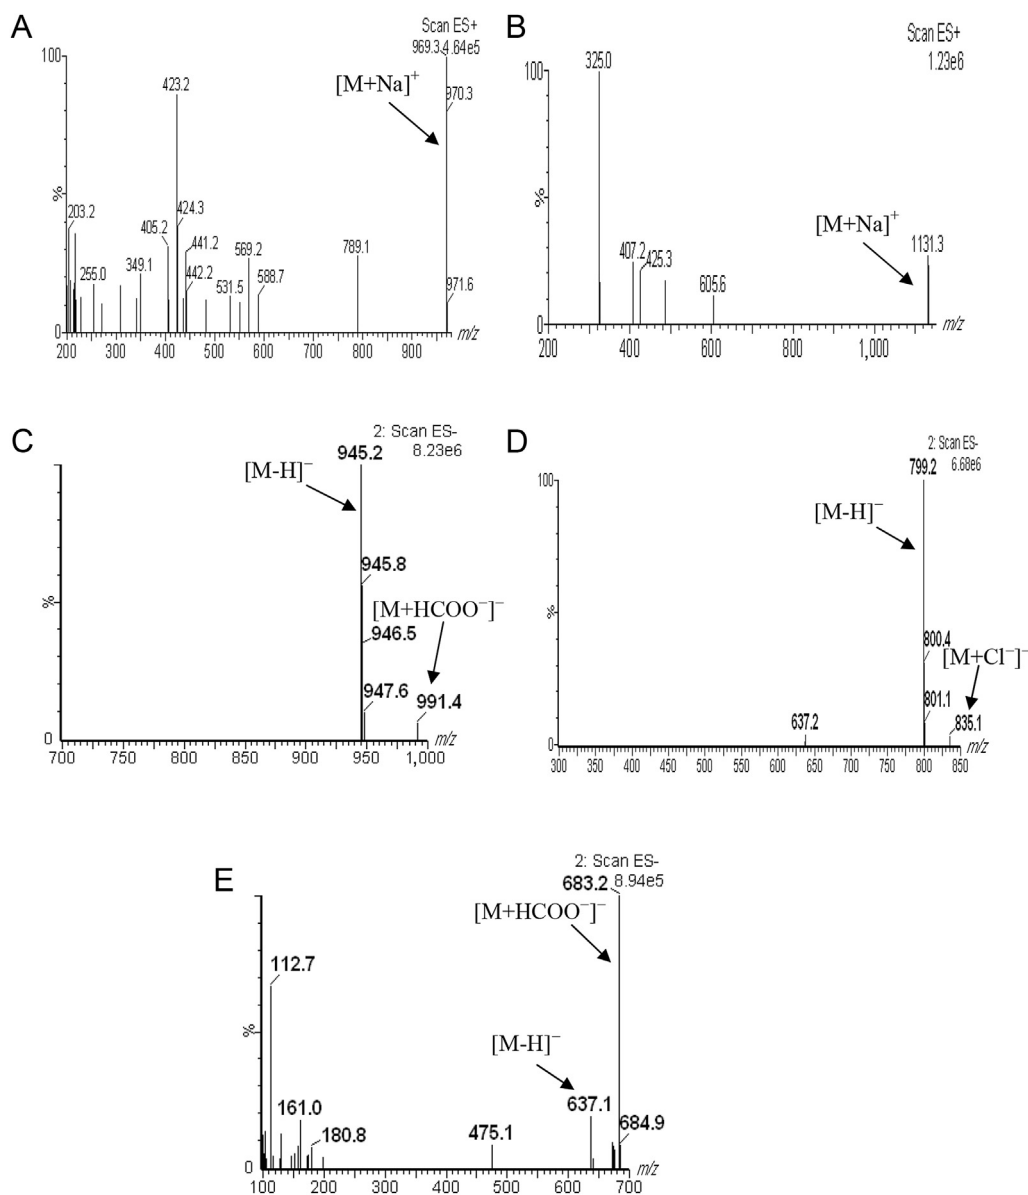 A
Scan ES+
969.3 4.64e5
100
423.2
[M+Na]+
970.3
%
203.2
424.3
405.2
441.2
569.2
789.1
349.1
255.0
442.2
531.5
588.7
971.6
0
m/z
200 300 400 500 600 700 800 900
B
Scan ES+
1.23e6
100
325.0
%
[M+Na]+
1131.3
407.2
425.3
605.6
0
m/z
200 400 600 800 1,000
C
2: Scan ES-
945.2 8.23e6
[M-H]−
945.8
%
[M+HCOO−]−
946.5
947.6
991.4
0
m/z
700 750 800 850 900 950 1,000
D
2: Scan ES-
799.2 6.68e6
100
[M-H]−
%
800.4
[M+Cl−]−
801.1
637.2
835.1
0
m/z
300 350 400 450 500 550 600 650 700 750 800 850
E
2: Scan ES-
683.2 8.94e5
[M+HCOO−]−
112.7
%
[M-H]−
161.0
637.1
180.8
475.1
684.9
0
m/z
100 200 300 400 500 600 700